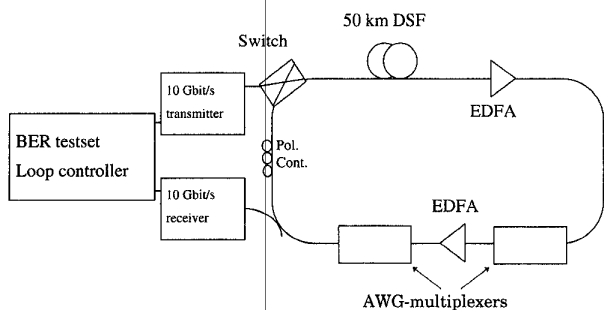 50 km DSF
Switch
10 Gbit/s
transmitter
EDFA
BER testset
Loop controller
Pol.
Cont.
10 Gbit/s
receiver
EDFA
AWG-multiplexers